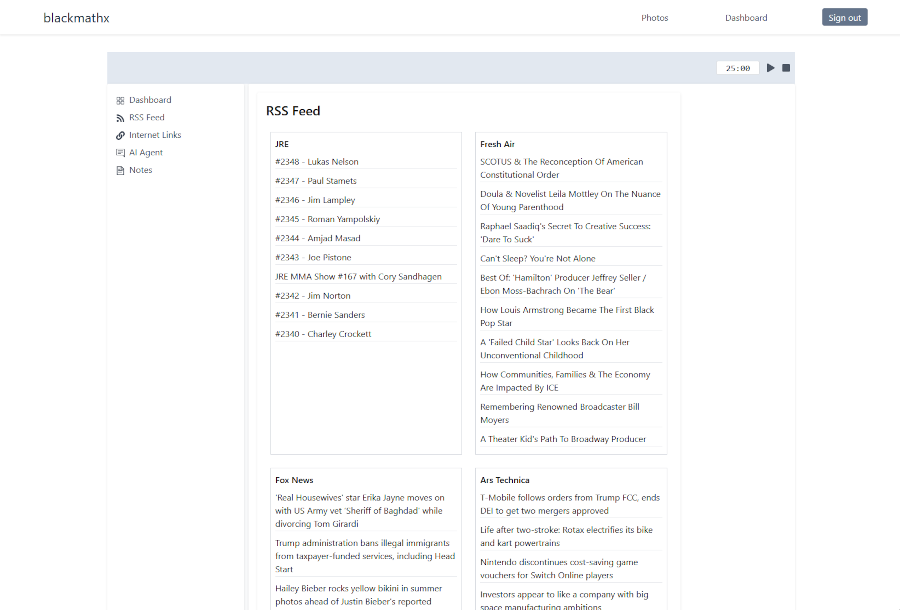 blackmathx
Photos
Dashboard
Sign out
25:00
Dashboard
RSS Feed
Internet Links
AI Agent
Notes
RSS Feed
JRE
#2348 - Lukas Nelson
#2347 - Paul Stamets
#2346 - Jim Lampley
#2345 - Roman Yampolskiy
#2344 - Amjad Masad
#2343 - Joe Pistone
JRE MMA Show #167 with Cory Sandhagen
#2342 - Jim Norton
#2341 - Bernie Sanders
#2340 - Charley Crockett
Fresh Air
SCOTUS & The Reconception Of American
Constitutional Order
Doula & Novelist Leila Mottley On The Nuance
Of Young Parenthood
Raphael Saadiq's Secret To Creative Success:
'Dare To Suck'
Can't Sleep? You're Not Alone
Best Of: 'Hamilton' Producer Jeffrey Seller /
Ebon Moss-Bachrach On 'The Bear'
How Louis Armstrong Became The First Black
Pop Star
A 'Failed Child Star' Looks Back On Her
Unconventional Childhood
How Communities, Families & The Economy
Are Impacted By ICE
Remembering Renowned Broadcaster Bill
Moyers
A Theater Kid's Path To Broadway Producer
Fox News
'Real Housewives' star Erika Jayne moves on
with US Army vet 'Sheriff of Baghdad' while
divorcing Tom Girardi
Trump administration bans illegal immigrants
from taxpayer-funded services, including Head
Start
Hailey Bieber rocks yellow bikini in summer
photos ahead of Justin Bieber's reported
Ars Technica
T-Mobile follows orders from Trump FCC, ends
DEI to get two mergers approved
Life after two-stroke: Rotax electrifies its bike
and kart powertrains
Nintendo discontinues cost-saving game
vouchers for Switch Online players
Investors appear to like a company with big
space manufacturing ambitions